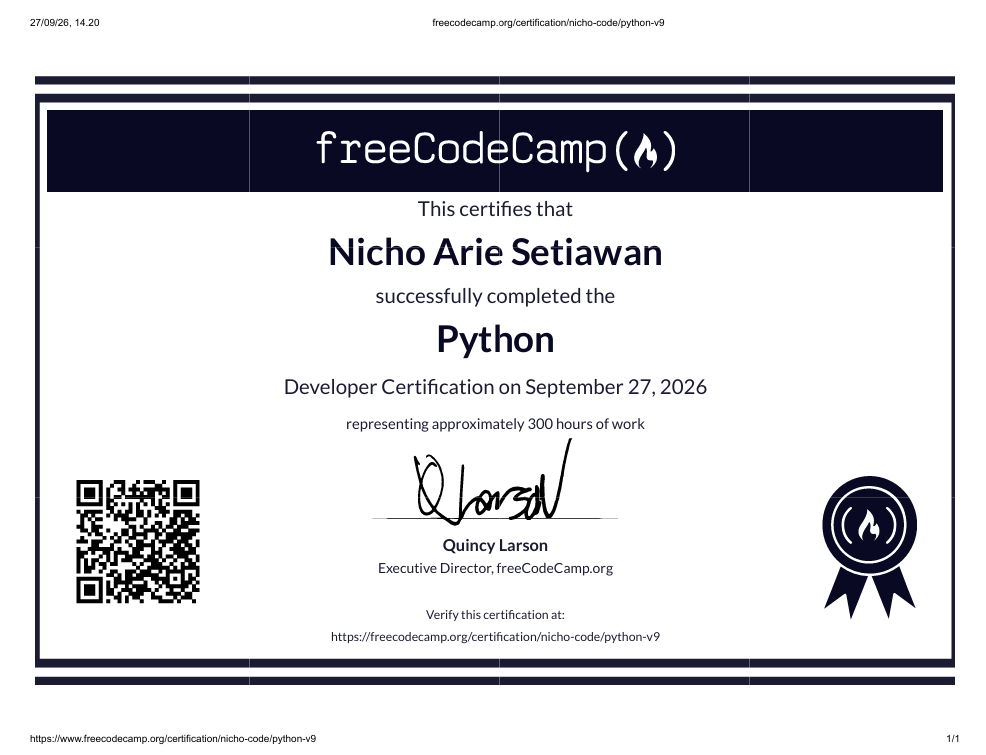 27/09/26, 14.20
freecodecamp.org/certification/nicho-code/python-v9
freeCodeCamp
This certifies that
Nicho Arie Setiawan
successfully completed the
Python
Developer Certification on September 27, 2026
representing approximately 300 hours of work
Q Larson
Quincy Larson
Executive Director, freeCodeCamp.org
Verify this certification at:
https://freecodecamp.org/certification/nicho-code/python-v9
https://www.freecodecamp.org/certification/nicho-code/python-v9
1/1